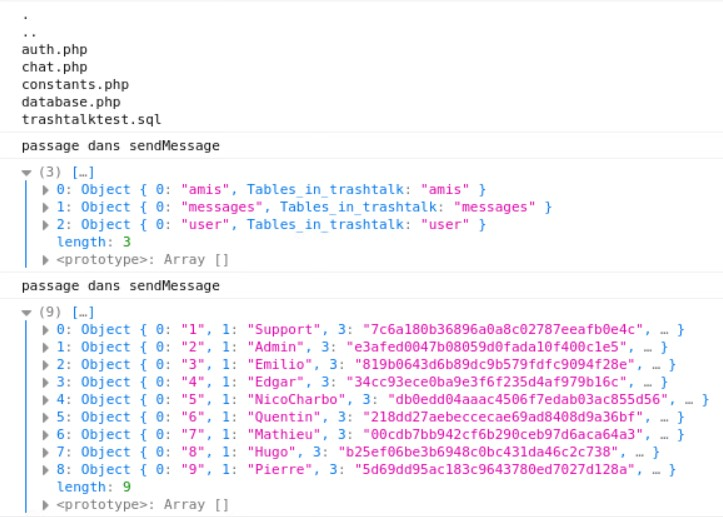 .
..
auth.php
chat.php
constants.php
database.php
trashtalktest.sql
passage dans sendMessage
(3) […]
0: Object { 0: "amis", Tables_in_trashtalk: "amis" }
1: Object { 0: "messages", Tables_in_trashtalk: "messages" }
2: Object { 0: "user", Tables_in_trashtalk: "user" }
length: 3
<prototype>: Array []
passage dans sendMessage
(9) […]
0: Object { 0: "1", 1: "Support", 3: "7c6a180b36896a0a8c02787eeafb0e4c", … }
1: Object { 0: "2", 1: "Admin", 3: "e3afed0047b08059d0fada10f400c1e5", … }
2: Object { 0: "3", 1: "Emilio", 3: "819b0643d6b89dc9b579fdfc9094f28e", … }
3: Object { 0: "4", 1: "Edgar", 3: "34cc93ece0ba9e3f6f235d4af979b16c", … }
4: Object { 0: "5", 1: "NicoCharbo", 3: "db0edd04aaac4506f7edab03ac855d56", … }
5: Object { 0: "6", 1: "Quentin", 3: "218dd27aebeccecae69ad8408d9a36bf", … }
6: Object { 0: "7", 1: "Mathieu", 3: "00cdb7bb942cf6b290ceb97d6aca64a3", … }
7: Object { 0: "8", 1: "Hugo", 3: "b25ef06be3b6948c0bc431da46c2c738", … }
8: Object { 0: "9", 1: "Pierre", 3: "5d69dd95ac183c9643780ed7027d128a", … }
length: 9
<prototype>: Array []